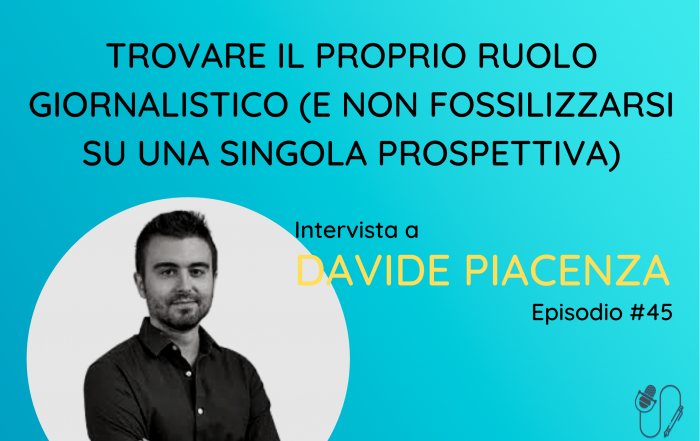 TROVARE IL PROPRIO RUOLO
GIORNALISTICO (E NON FOSSILIZZARSI
SU UNA SINGOLA PROSPETTIVA)
Intervista a
DAVIDE PIACENZA
Episodio #45